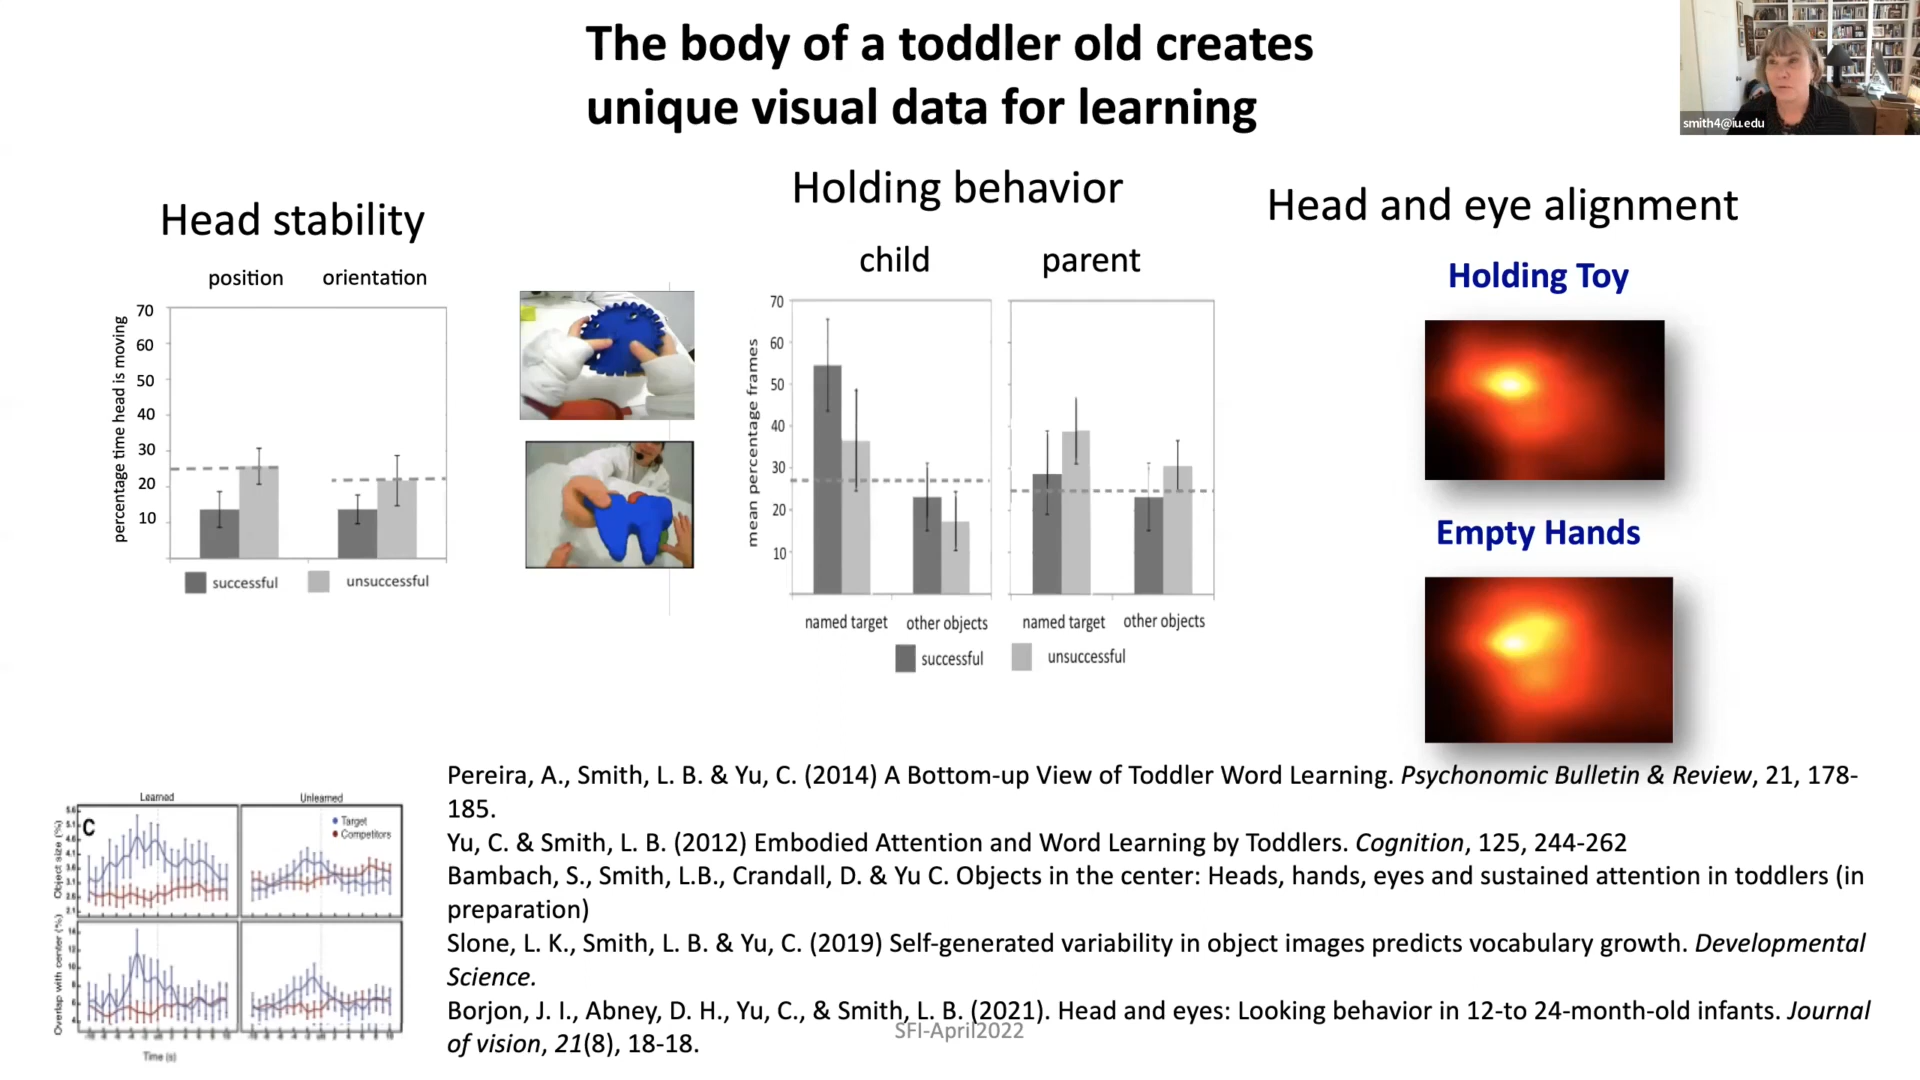 The body of a toddler old creates
unique visual data for learning
smith4@iu.edu
Head stability
position orientation
percentage time head is moving
70
60
50
40
30
20
10
successful unsuccessful
Holding behavior
child parent
mean percentage frames
70
60
50
40
30
20
10
named target other objects named target other objects
successful unsuccessful
Head and eye alignment
Holding Toy
Empty Hands
Learned Unlearned
C
Target
Competitors
Object size (%)
Overlap with center (%)
Time (s)
Pereira, A., Smith, L. B. & Yu, C. (2014) A Bottom-up View of Toddler Word Learning. Psychonomic Bulletin & Review, 21, 178-
185.
Yu, C. & Smith, L. B. (2012) Embodied Attention and Word Learning by Toddlers. Cognition, 125, 244-262
Bambach, S., Smith, L.B., Crandall, D. & Yu C. Objects in the center: Heads, hands, eyes and sustained attention in toddlers (in
preparation)
Slone, L. K., Smith, L. B. & Yu, C. (2019) Self-generated variability in object images predicts vocabulary growth. Developmental
Science.
Borjon, J. I., Abney, D. H., Yu, C., & Smith, L. B. (2021). Head and eyes: Looking behavior in 12-to 24-month-old infants. Journal
of vision, 21(8), 18-18.
SFI-April2022